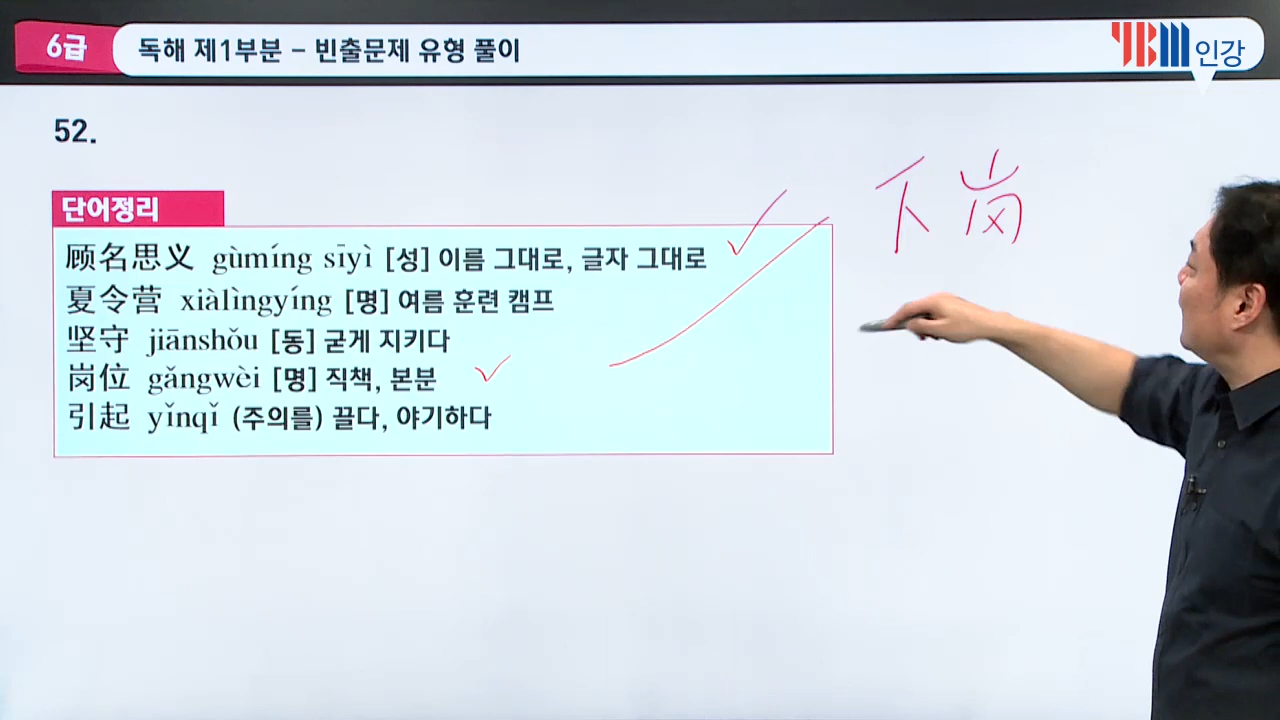 6급 독해 제1부분 – 빈출문제 유형 풀이
YBM 인강
52.
下岗
단어정리
顾名思义 gùmíng sīyì [성] 이름 그대로, 글자 그대로
夏令营 xiàlìngyíng [명] 여름 훈련 캠프
坚守 jiānshǒu [동] 굳게 지키다
岗位 gǎngwèi [명] 직책, 본분
引起 yǐnqǐ (주의를) 끌다, 야기하다